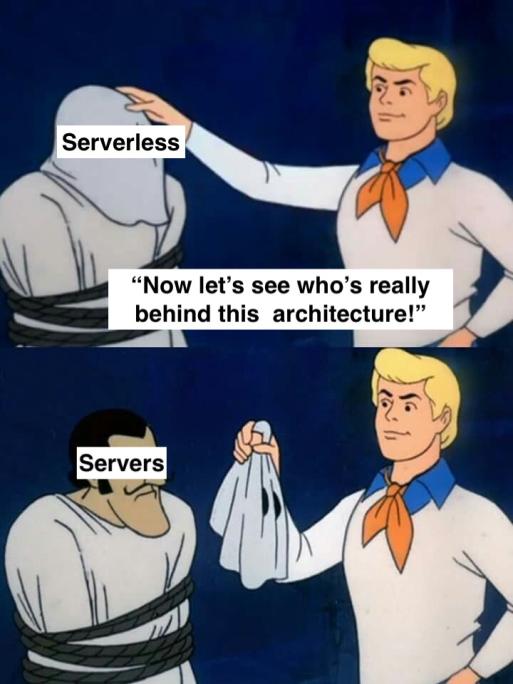 Serverless
“Now let’s see who’s really
behind this architecture!”
Servers